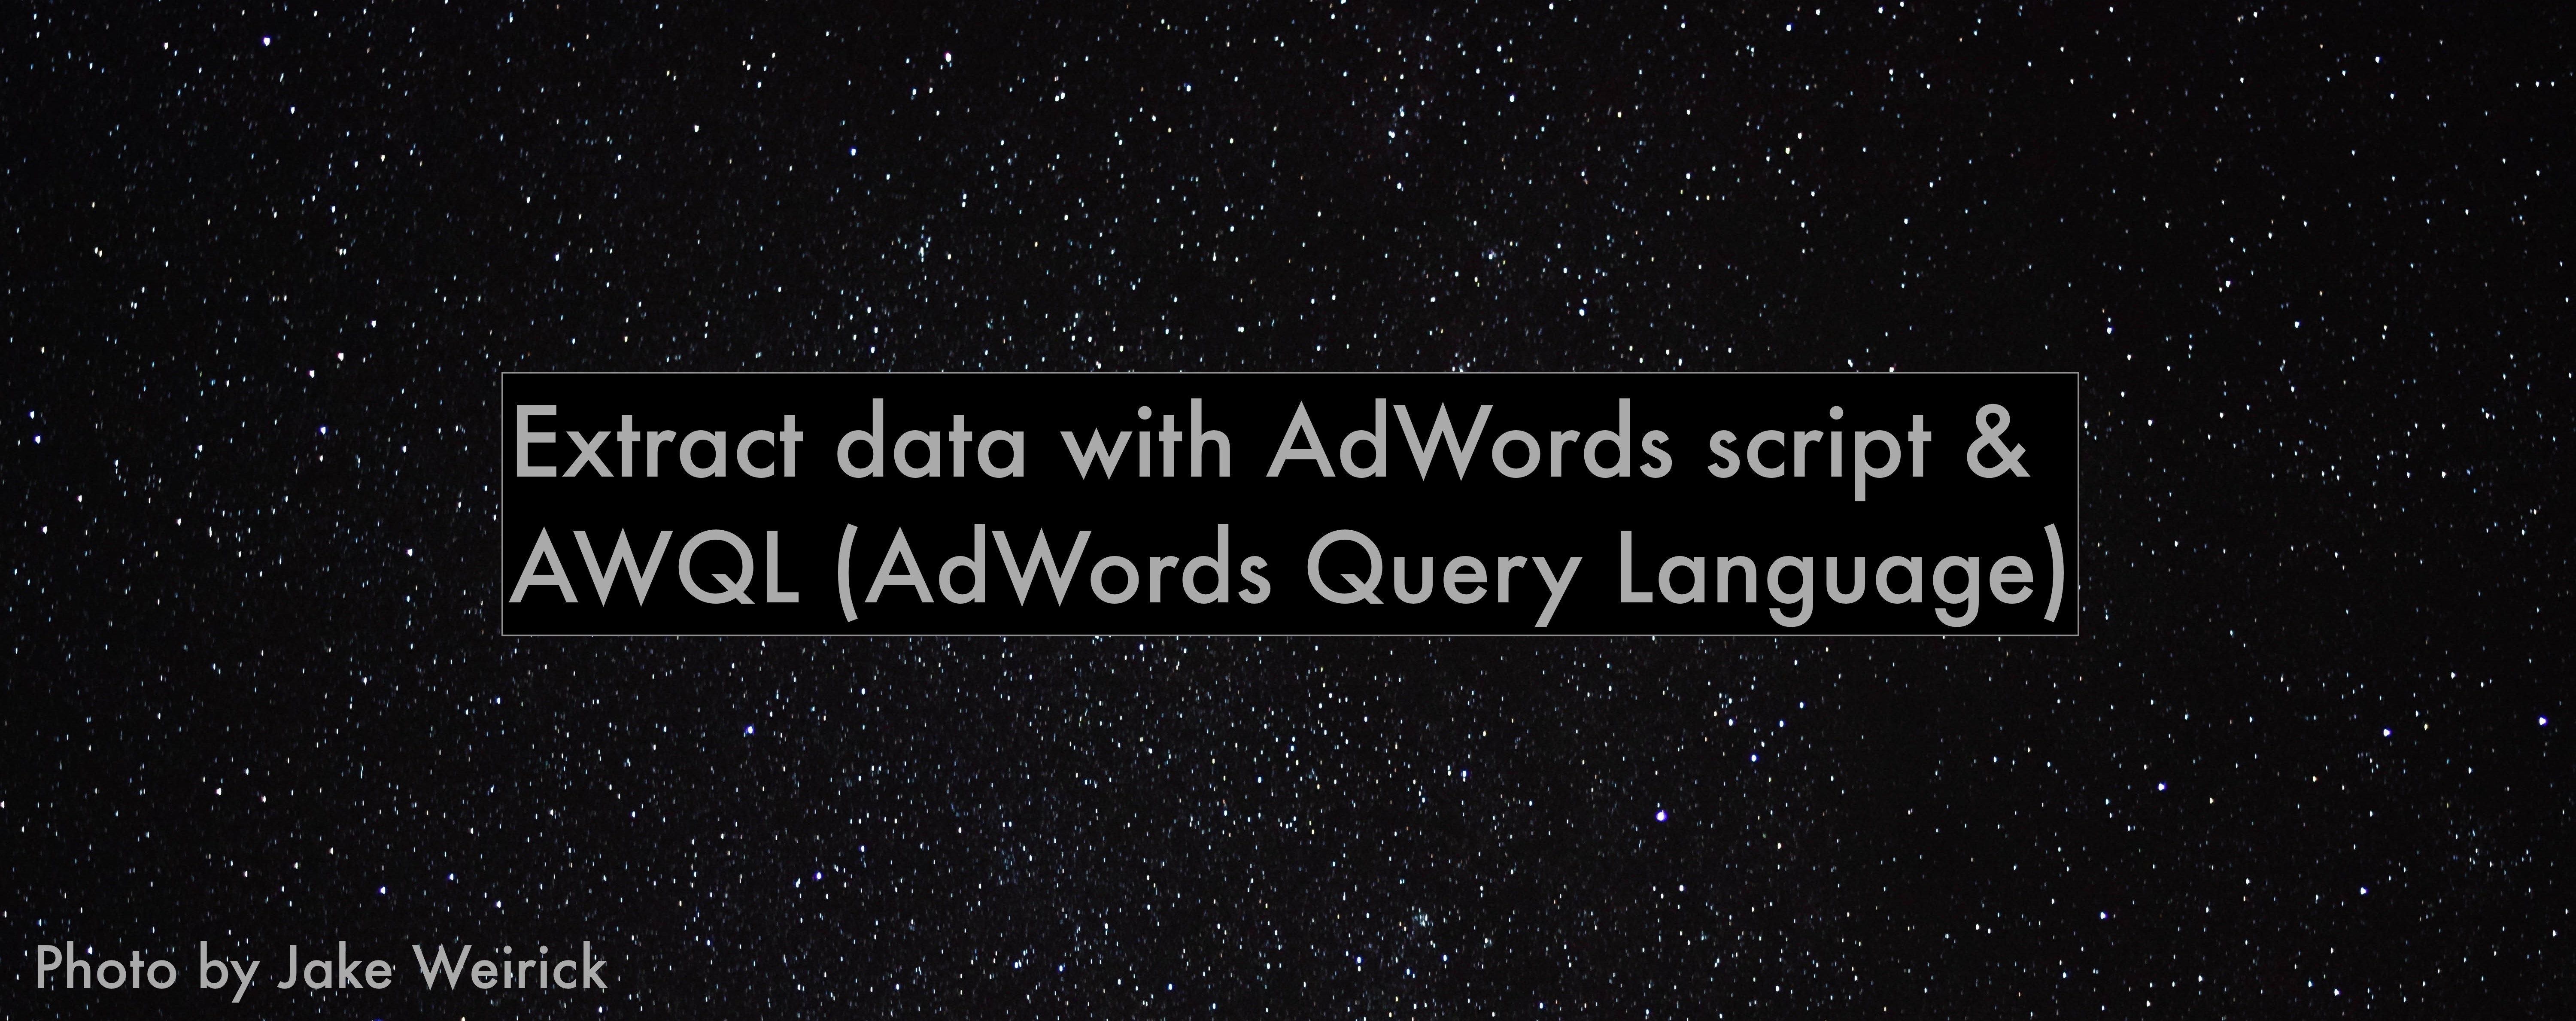 Extract data with AdWords script &
AWQL (AdWords Query Language)
Photo by Jake Weirick